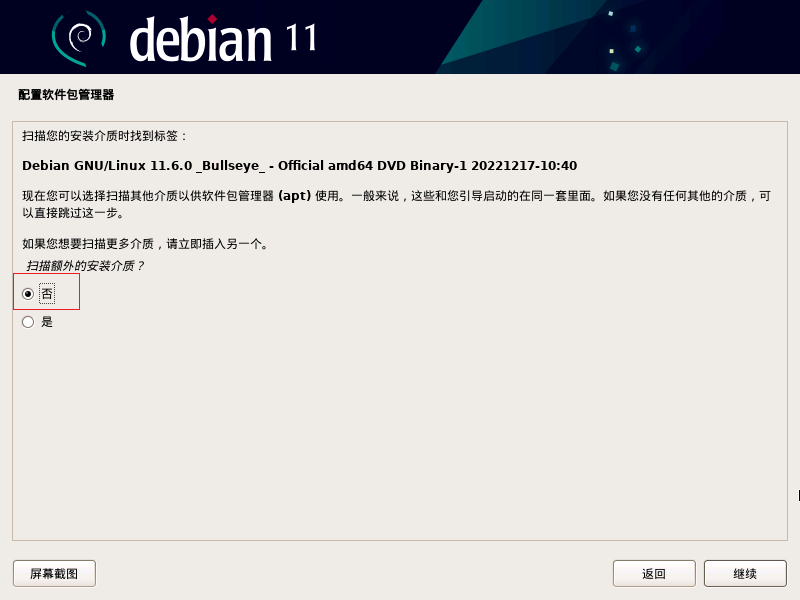 debian 11
配置软件包管理器
扫描您的安装介质时找到标签：
Debian GNU/Linux 11.6.0 _Bullseye_ - Official amd64 DVD Binary-1 20221217-10:40
现在您可以选择扫描其他介质以供软件包管理器 (apt) 使用。一般来说，这些和您引导启动的在同一套里面。如果您没有任何其他的介质，可
以直接跳过这一步。
如果您想要扫描更多介质，请立即插入另一个。
扫描额外的安装介质？
否
是
屏幕截图
返回
继续